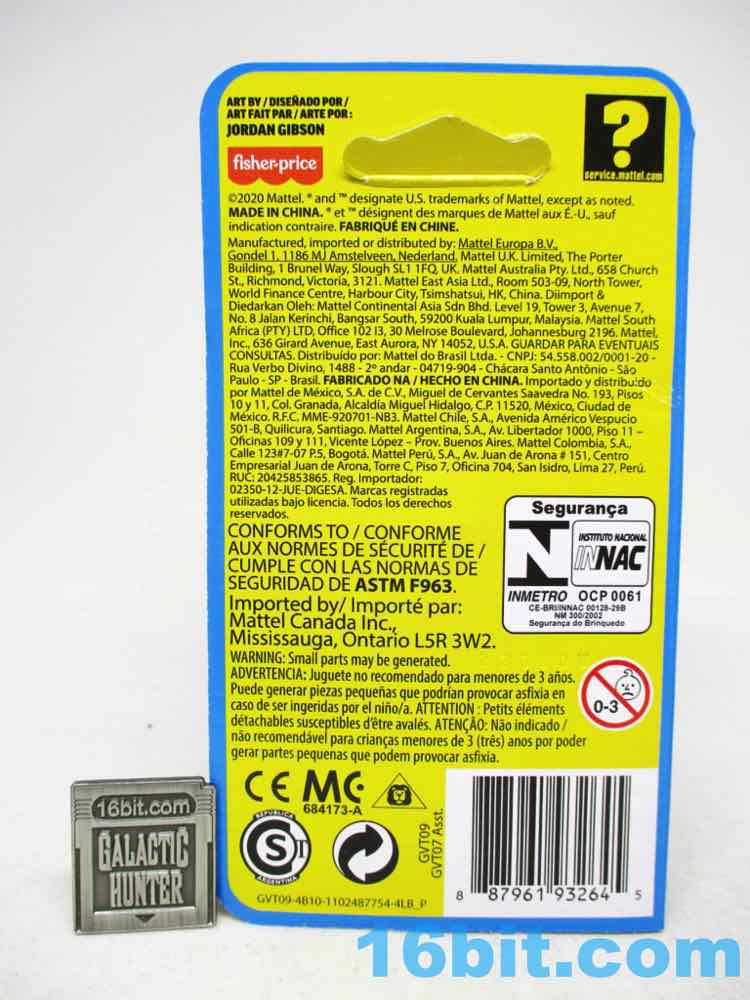 ART BY / DISEÑADO POR /
ART FAIT PAR / ARTE POR :
JORDAN GIBSON
fisher-price
?
service.mattel.com
©2020 Mattel. ® and ™ designate U.S. trademarks of Mattel, except as noted.
MADE IN CHINA. ® et ™ désignent des marques de Mattel aux É.-U., sauf
indication contraire. FABRIQUÉ EN CHINE.
Manufactured, imported or distributed by: Mattel Europa B.V.,
Gondel 1, 1186 MJ Amstelveen, Nederland. Mattel U.K. Limited, The Porter
Building, 1 Brunel Way, Slough SL1 1FQ, UK. Mattel Australia Pty. Ltd., 658 Church
St., Richmond, Victoria, 3121. Mattel East Asia Ltd., Room 503-09, North Tower,
World Finance Centre, Harbour City, Tsimshatsui, HK, China. Diimport &
Diedarkan Oleh: Mattel Continental Asia Sdn Bhd. Level 19, Tower 3, Avenue 7,
No. 8 Jalan Kerinchi, Bangsar South, 59200 Kuala Lumpur, Malaysia. Mattel South
Africa (PTY) LTD, Office 102 I3, 30 Melrose Boulevard, Johannesburg 2196. Mattel,
Inc., 636 Girard Avenue, East Aurora, NY 14052, U.S.A. GUARDAR PARA EVENTUAIS
CONSULTAS. Distribuído por: Mattel do Brasil Ltda. - CNPJ: 54.558.002/0001-20 -
Rua Verbo Divino, 1488 - 2º andar - 04719-904 - Chácara Santo Antônio - São
Paulo - SP - Brasil. FABRICADO NA / HECHO EN CHINA. Importado y distribuido
por Mattel de México, S.A. de C.V., Miguel de Cervantes Saavedra No. 193, Pisos
10 y 11, Col. Granada, Alcaldía Miguel Hidalgo, C.P. 11520, México, Ciudad de
México. R.F.C. MME-920701-NB3. Mattel Chile, S.A., Avenida Américo Vespucio
501-B, Quilicura, Santiago. Mattel Argentina, S.A., Av. Libertador 1000, Piso 11 –
Oficinas 109 y 111, Vicente López – Prov. Buenos Aires. Mattel Colombia, S.A.,
Calle 123#7-07 P.5, Bogotá. Mattel Perú, S.A., Av. Juan de Arona # 151, Centro
Empresarial Juan de Arona, Torre C, Piso 7, Oficina 704, San Isidro, Lima 27, Perú.
RUC: 20425853865. Reg. Importador:
02350-12-JUE-DIGESA. Marcas registradas
utilizadas bajo licencia. Todos los derechos
reservados.
CONFORMS TO / CONFORME
AUX NORMES DE SÉCURITÉ DE /
CUMPLE CON LAS NORMAS DE
SEGURIDAD DE ASTM F963.
Imported by/ Importé par:
Mattel Canada Inc.,
Mississauga, Ontario L5R 3W2.
Segurança
INSTITUTO NACIONAL
INNAC
INMETRO OCP 0061
CE-BRI/INNAC 00128-29B
NM 300/2002
Segurança do Brinquedo
WARNING: Small parts may be generated.
ADVERTENCIA: Juguete no recomendado para menores de 3 años.
Puede generar piezas pequeñas que podrían provocar asfixia en
caso de ser ingeridas por el niño/a. ATTENTION : Petits éléments
détachables susceptibles d'être avalés. ATENÇÃO: Não indicado /
não recomendável para crianças menores de 3 (três) anos por poder
gerar partes pequenas que podem provocar asfixia.
0-3
CE MC
684173-A
REPUBLICA
ST
ARGENTINA
GVT09
GVT07 Asst.
8 87961 93264 5
GVT09-4B10-1102487754-4LB_P
16bit.com
GALACTIC
HUNTER
16bit.com